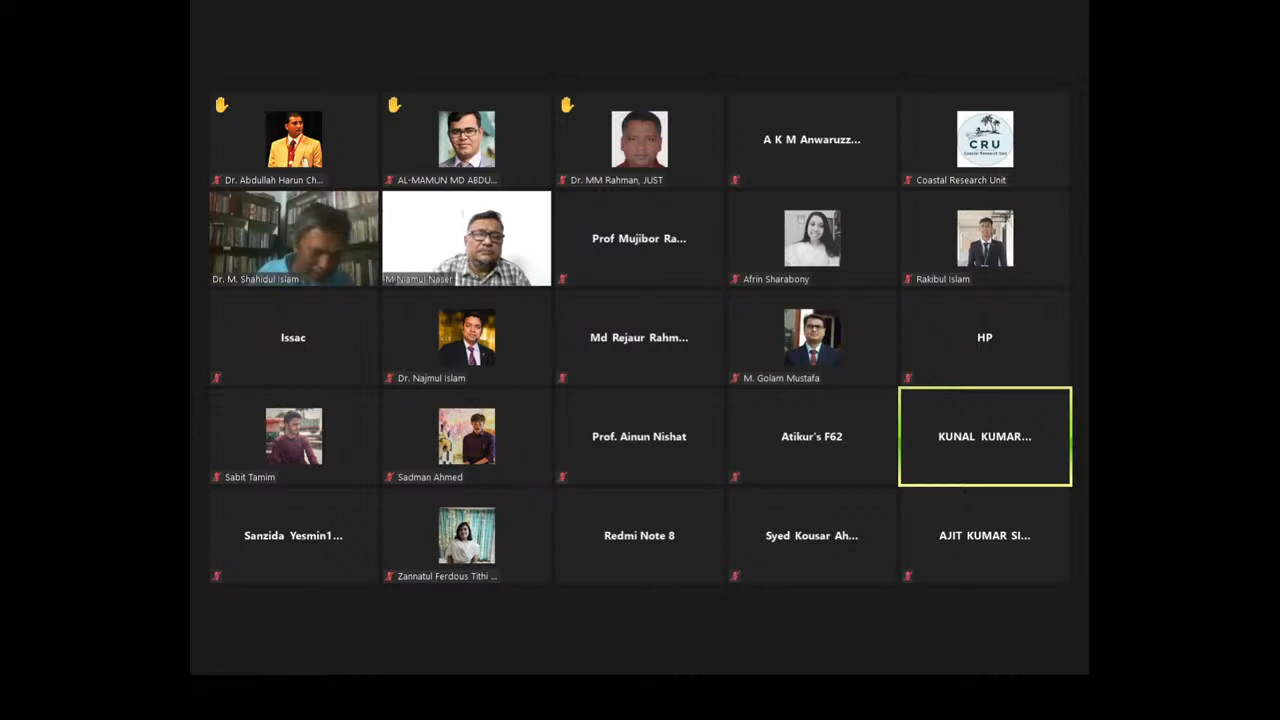 Dr. Abdullah Harun Ch...
AL-MAMUN MD ABDU...
Dr. MM Rahman, JUST
A K M Anwaruzz...
CRU
Coastal Research Unit
Coastal Research Unit
Dr. M. Shahidul Islam
M Niamul Naser
Prof Mujibor Ra...
Afrin Sharabony
Rakibul Islam
Issac
Dr. Najmul Islam
Md Rejaur Rahm...
M. Golam Mustafa
HP
Sabit Tamim
Sadman Ahmed
Prof. Ainun Nishat
Atikur's F62
KUNAL KUMAR...
Sanzida Yesmin1...
Zannatul Ferdous Tithi ...
Redmi Note 8
Syed Kousar Ah...
AJIT KUMAR SI...